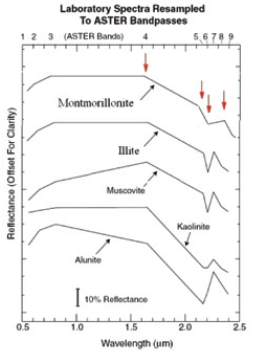 Laboratory Spectra Resampled
To ASTER Bandpasses
1 2 3 (ASTER Bands) 4 5 6 7 8 9
Montmorillonite
Illite
Muscovite
Kaolinite
Alunite
10% Reflectance
Reflectance (Offset For Clarity)
0.5 1.0 1.5 2.0 2.5
Wavelength (μm)